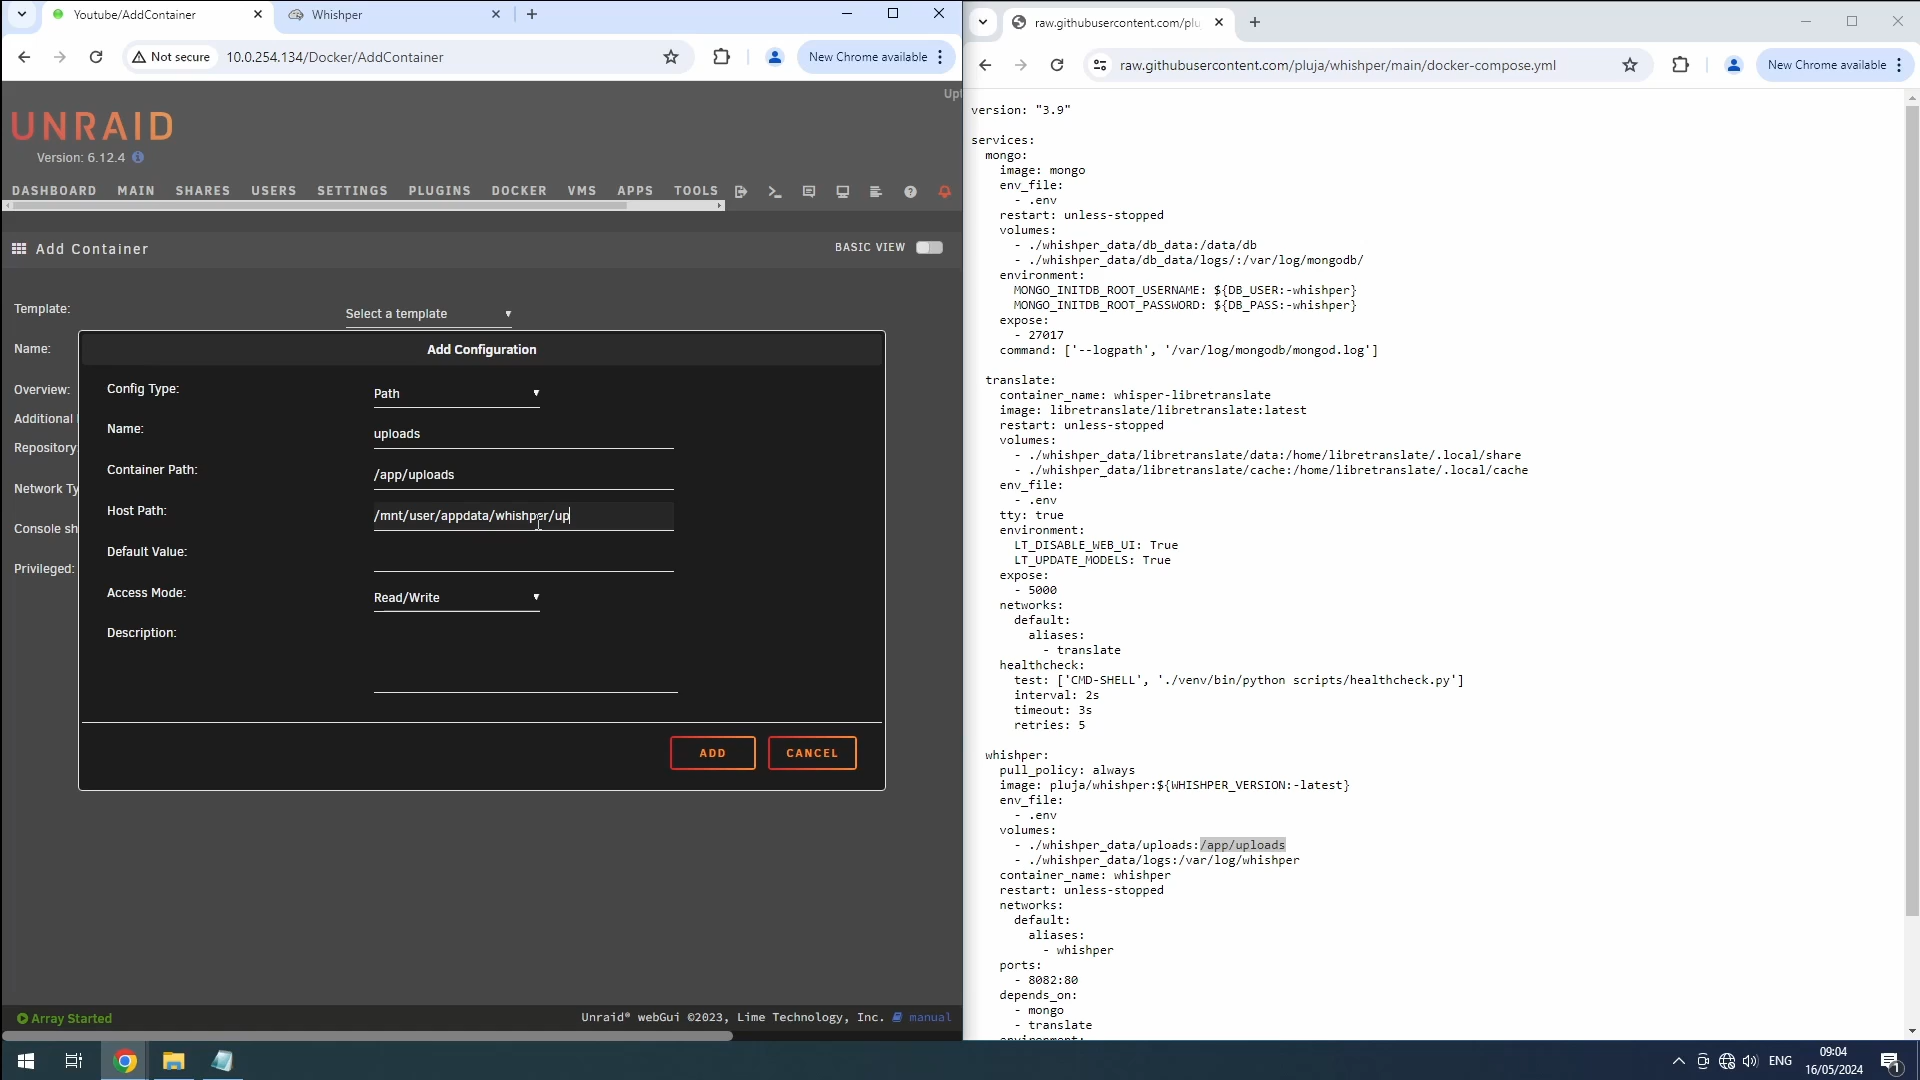 Youtube/AddContainer
Whishper
Not secure
10.0.254.134/Docker/AddContainer
New Chrome available
UNRAID
Version: 6.12.4
DASHBOARD MAIN SHARES USERS SETTINGS PLUGINS DOCKER VMS APPS TOOLS
Add Container
BASIC VIEW
Template:
Select a template
Name:
Overview:
Additional
Repository
Network Ty
Console sh
Privileged:
Add Configuration
Config Type:
Path
Name:
uploads
Container Path:
/app/uploads
Host Path:
/mnt/user/appdata/whishper/up
Default Value:
Access Mode:
Read/Write
Description:
ADD
CANCEL
Array Started
Unraid® webGui ©2023, Lime Technology, Inc.
manual
raw.githubusercontent.com/plu
raw.githubusercontent.com/pluja/whishper/main/docker-compose.yml
New Chrome available
version: "3.9"
services:
mongo:
image: mongo
env_file:
- .env
restart: unless-stopped
volumes:
- ./whishper_data/db_data:/data/db
- ./whishper_data/db_data/logs/:/var/log/mongodb/
environment:
MONGO_INITDB_ROOT_USERNAME: ${DB_USER:-whishper}
MONGO_INITDB_ROOT_PASSWORD: ${DB_PASS:-whishper}
expose:
- 27017
command: ['--logpath', '/var/log/mongodb/mongod.log']
translate:
container_name: whisper-libretranslate
image: libretranslate/libretranslate:latest
restart: unless-stopped
volumes:
- ./whishper_data/libretranslate/data:/home/libretranslate/.local/share
- ./whishper_data/libretranslate/cache:/home/libretranslate/.local/cache
env_file:
- .env
tty: true
environment:
LT_DISABLE_WEB_UI: True
LT_UPDATE_MODELS: True
expose:
- 5000
networks:
default:
aliases:
- translate
healthcheck:
test: ['CMD-SHELL', './venv/bin/python scripts/healthcheck.py']
interval: 2s
timeout: 3s
retries: 5
whishper:
pull_policy: always
image: pluja/whishper:${WHISHPER_VERSION:-latest}
env_file:
- .env
volumes:
- ./whishper_data/uploads:/app/uploads
- ./whishper_data/logs:/var/log/whishper
container_name: whishper
restart: unless-stopped
networks:
default:
aliases:
- whishper
ports:
- 8082:80
depends_on:
- mongo
- translate
ENG
09:04
16/05/2024
1